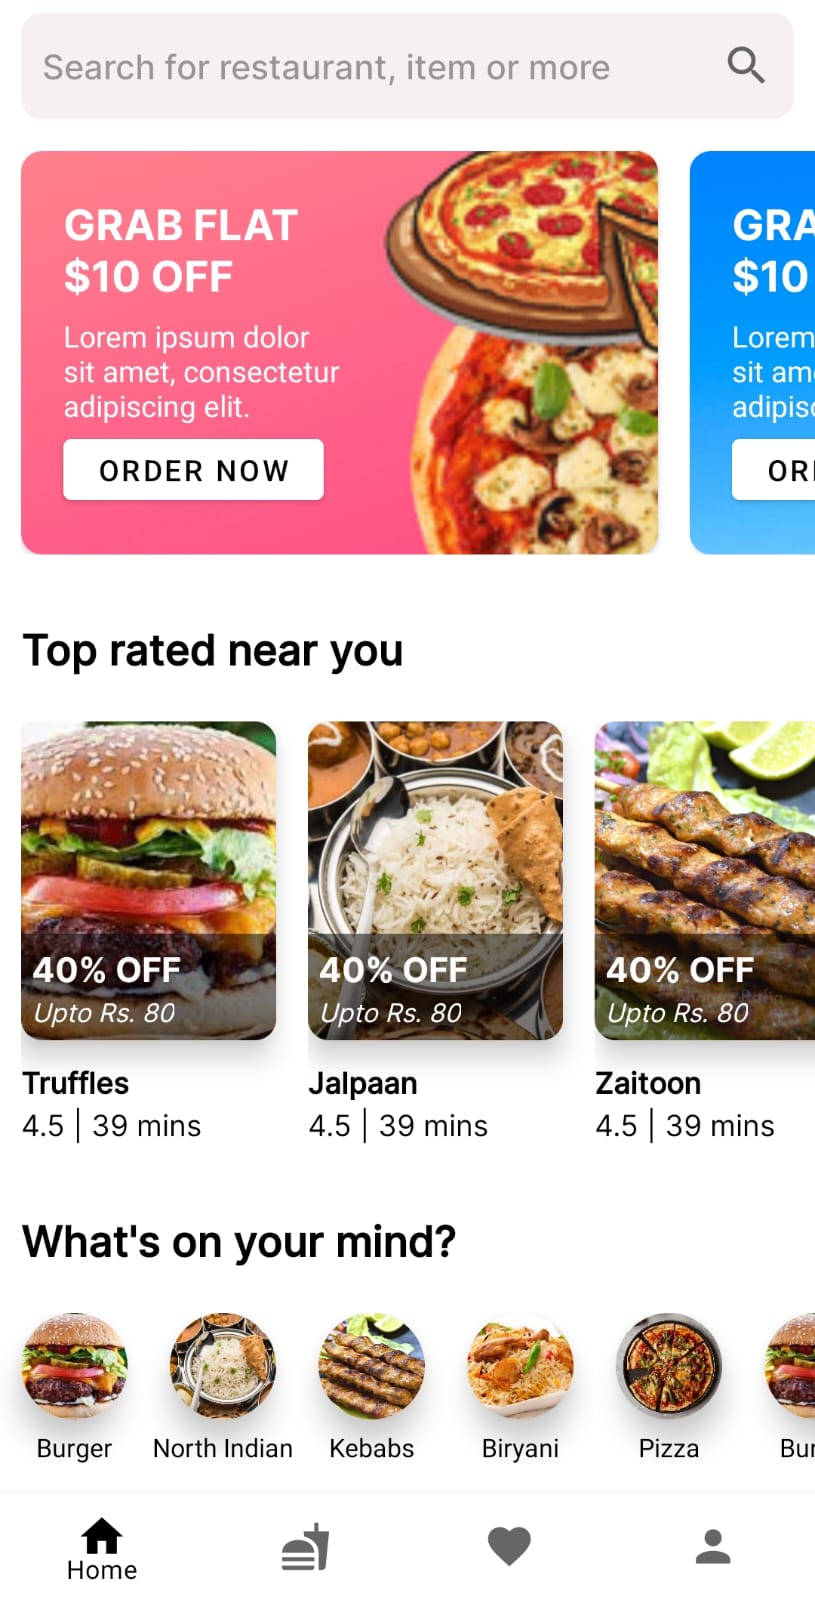 Search for restaurant, item or more
GRAB FLAT
$10 OFF
Lorem ipsum dolor
sit amet, consectetur
adipiscing elit.
ORDER NOW
GRA
$10
Lorem
sit am
adipis
OR
Top rated near you
40% OFF
Upto Rs. 80
Truffles
4.5 | 39 mins
40% OFF
Upto Rs. 80
Jalpaan
4.5 | 39 mins
40% OFF
Upto Rs. 80
Zaitoon
4.5 | 39 mins
What's on your mind?
Burger
North Indian
Kebabs
Biryani
Pizza
Bur
Home